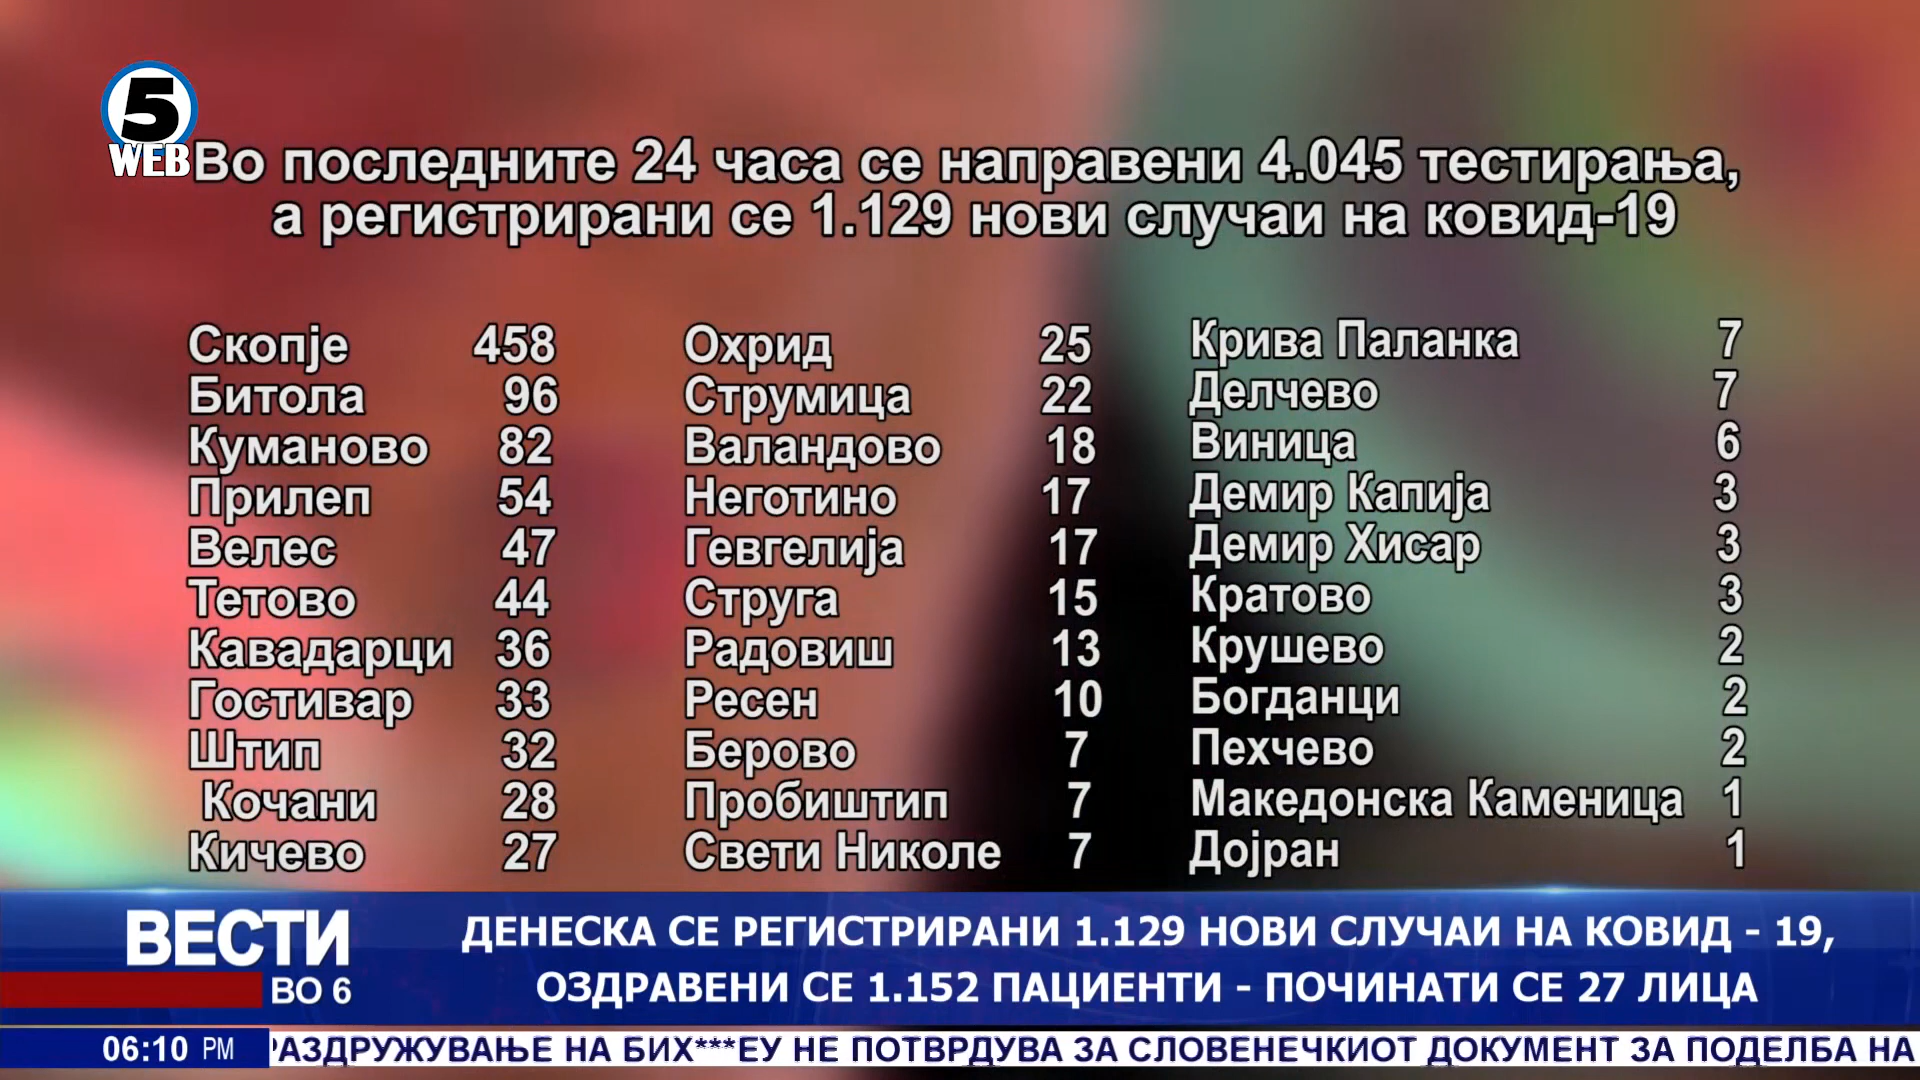 5
WEB
Во последните 24 часа се направени 4.045 тестирања,
а регистрирани се 1.129 нови случаи на ковид-19
Скопје 458
Битола 96
Куманово 82
Прилеп 54
Велес 47
Тетово 44
Кавадарци 36
Гостивар 33
Штип 32
Кочани 28
Кичево 27
Охрид 25
Струмица 22
Валандово 18
Неготино 17
Гевгелија 17
Струга 15
Радовиш 13
Ресен 10
Берово 7
Пробиштип 7
Свети Николе 7
Крива Паланка 7
Делчево 7
Виница 6
Демир Капија 3
Демир Хисар 3
Кратово 3
Крушево 2
Богданци 2
Пехчево 2
Македонска Каменица 1
Дојран 1
ВЕСТИ
ВО 6
ДЕНЕСКА СЕ РЕГИСТРИРАНИ 1.129 НОВИ СЛУЧАИ НА КОВИД - 19,
ОЗДРАВЕНИ СЕ 1.152 ПАЦИЕНТИ - ПОЧИНАТИ СЕ 27 ЛИЦА
06:10 PM
РАЗДРУЖУВАЊЕ НА БИХ***ЕУ НЕ ПОТВРДУВА ЗА СЛОВЕНЕЧКИОТ ДОКУМЕНТ ЗА ПОДЕЛБА НА